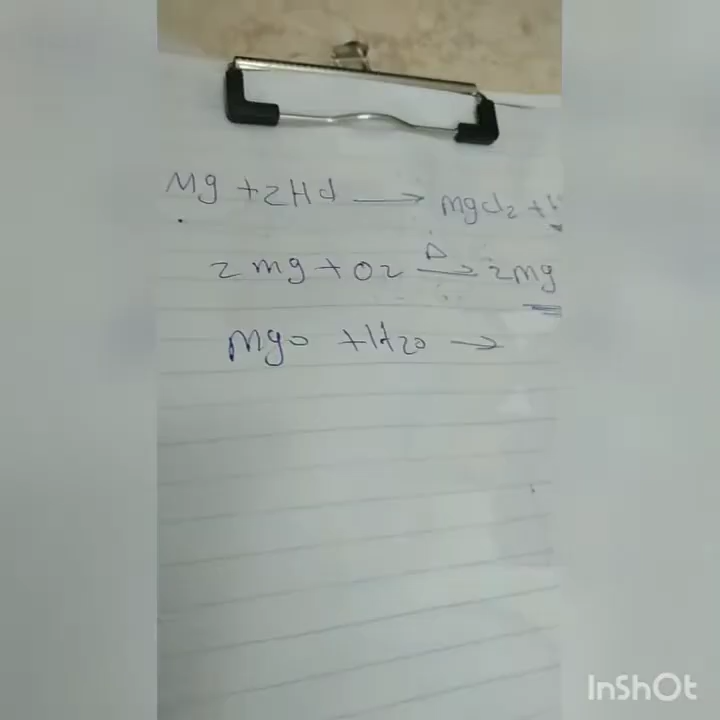 Mg + 2HCl → MgCl2 +
2Mg + O2 Δ→ 2Mg
MgO + H2O →
InShOt